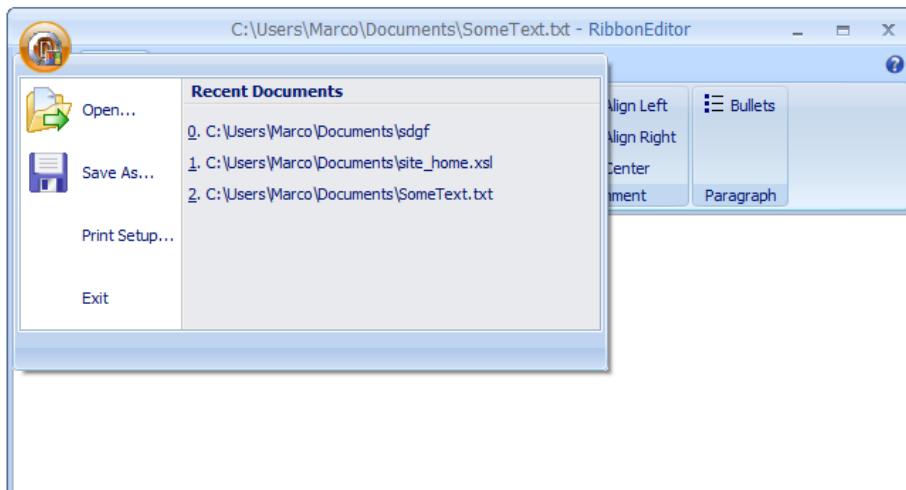 C:\Users\Marco\Documents\SomeText.txt - RibbonEditor
Open...
Save As...
Print Setup...
Exit
Recent Documents
0. C:\Users\Marco\Documents\sdgf
1. C:\Users\Marco\Documents\site_home.xsl
2. C:\Users\Marco\Documents\SomeText.txt
Align Left
Align Right
Center
Bullets
Paragraph